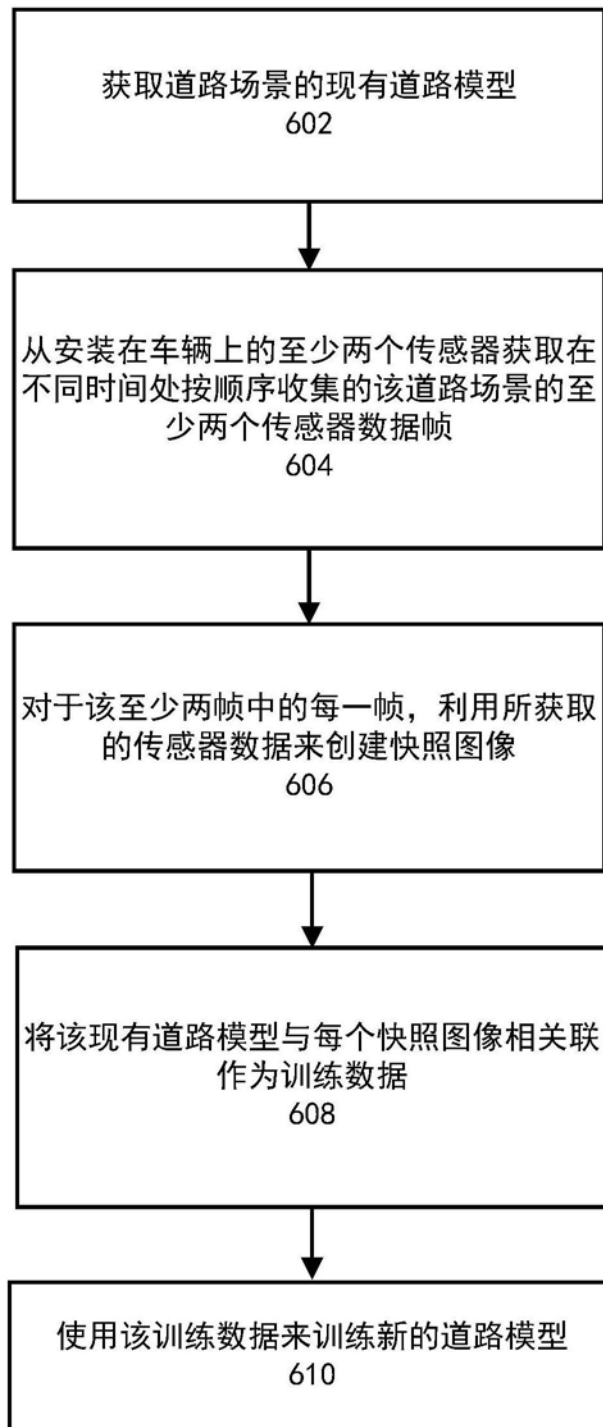 获取道路场景的现有道路模型
602
从安装在车辆上的至少两个传感器获取在
不同时间处按顺序收集的该道路场景的至
少两个传感器数据帧
604
对于该至少两帧中的每一帧，利用所获取
的传感器数据来创建快照图像
606
将该现有道路模型与每个快照图像相关联
作为训练数据
608
使用该训练数据来训练新的道路模型
610